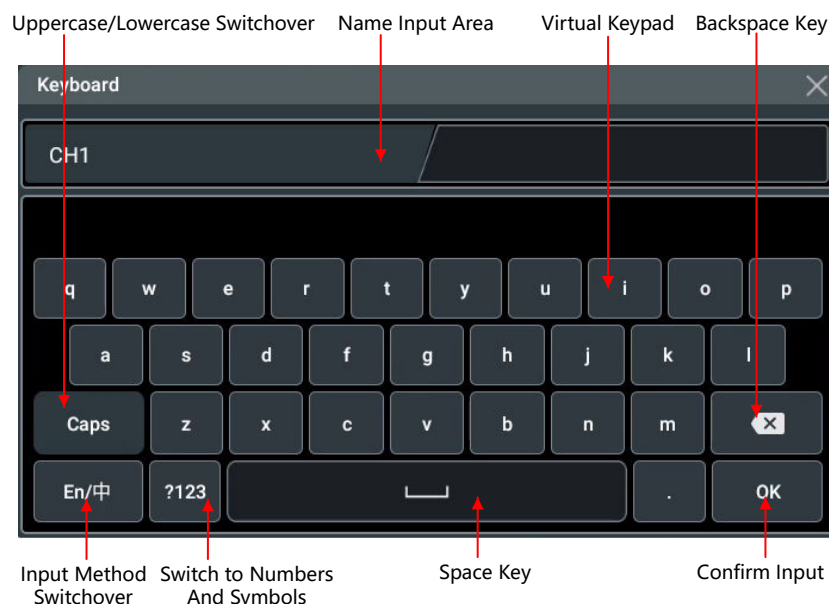 Uppercase/Lowercase Switchover Name Input Area Virtual Keypad Backspace Key
Keyboard
CH1
q w e r t y u i o p
a s d f g h j k l
Caps z x c v b n m
En/中 ?123 . OK
Input Method Switchover
Switch to Numbers And Symbols
Space Key
Confirm Input